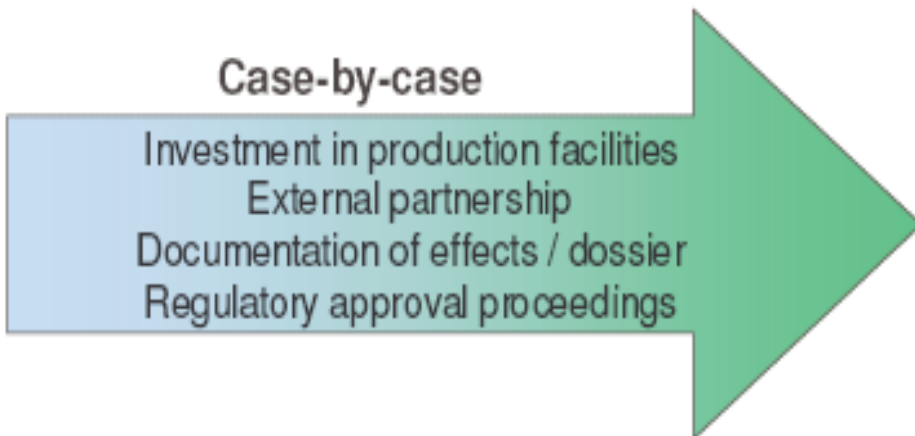 Case-by-case
Investment in production facilities
External partnership
Documentation of effects / dossier
Regulatory approval proceedings